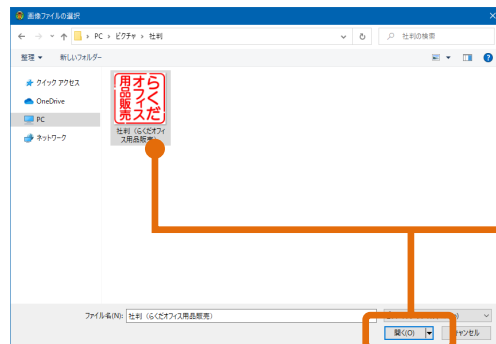 画像ファイルの選択
PC › ピクチャ › 社判
社判の検索
整理 新しいフォルダー
クイック アクセス
OneDrive
PC
ネットワーク
らくだ
オフィス
用品販売
社判（らくだオフィ
ス用品販売）
ファイル名(N): 社判（らくだオフィス用品販売）
開く(O) キャンセル